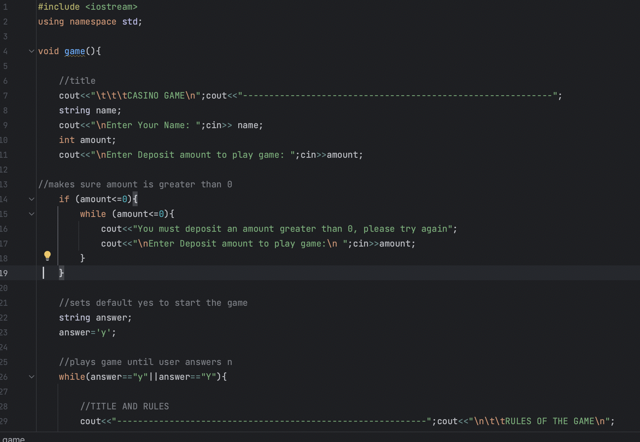 1 #include <iostream>
2 using namespace std;
3
4 void game(){
5
6 //title
7 cout<<"\t\t\tCASINO GAME\n";cout<<"-----------------------------------------------------------";
8 string name;
9 cout<<"\nEnter Your Name: ";cin>> name;
10 int amount;
11 cout<<"\nEnter Deposit amount to play game: ";cin>>amount;
12
13 //makes sure amount is greater than 0
14 if (amount<=0){
15 while (amount<=0){
16 cout<<"You must deposit an amount greater than 0, please try again";
17 cout<<"\nEnter Deposit amount to play game:\n ";cin>>amount;
18 }
19 }
20
21 //sets default yes to start the game
22 string answer;
23 answer='y';
24
25 //plays game until user answers n
26 while(answer=="y"||answer=="Y"){
27
28 //TITLE AND RULES
29 cout<<"-----------------------------------------------------------";cout<<"\n\t\tRULES OF THE GAME\n";
game